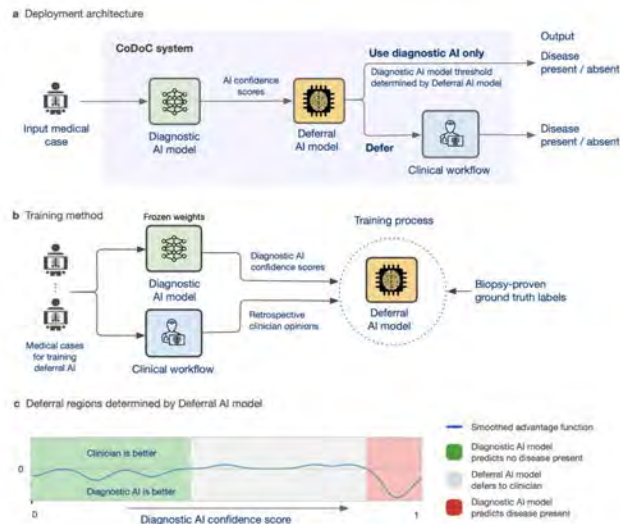 a Deployment architecture
CoDoC system
Output
Use diagnostic AI only
Disease
present / absent
AI confidence
scores
Diagnostic AI model threshold
determined by Deferral AI model
Input medical
case
Diagnostic
AI model
Deferral
AI model
Defer
Clinical workflow
Disease
present / absent
b Training method
Frozen weights
Training process
Diagnostic AI
confidence scores
Diagnostic
AI model
Deferral
AI model
Biopsy-proven
ground truth labels
Retrospective
clinician opinions
Medical cases
for training
deferral AI
Clinical workflow
c Deferral regions determined by Deferral AI model
Smoothed advantage function
Clinician is better
Diagnostic AI model
predicts no disease present
0
Deferral AI model
defers to clinician
Diagnostic AI is better
Diagnostic AI model
predicts disease present
0
Diagnostic AI confidence score
1